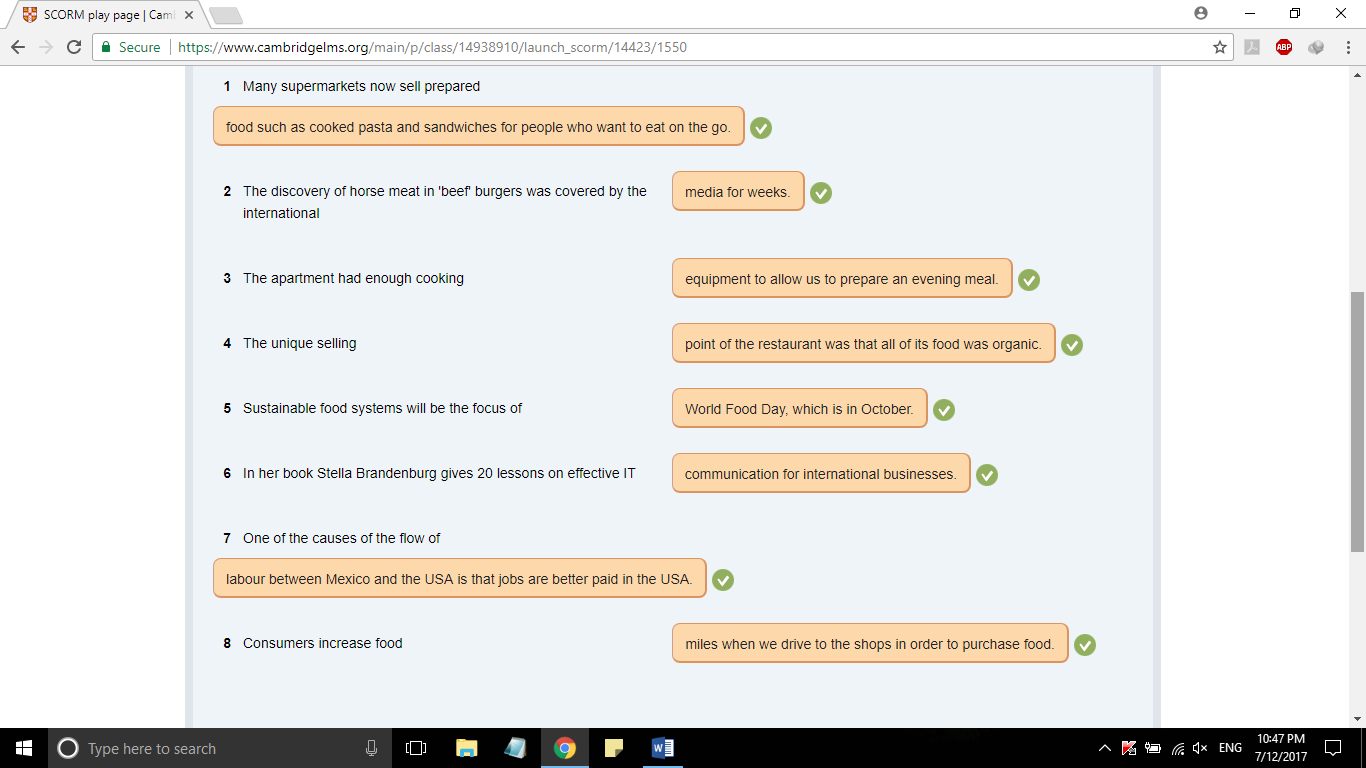 SCORM play page | Cam
Secure
https://www.cambridgelms.org/main/p/class/14938910/launch_scorm/14423/1550
ABP
1 Many supermarkets now sell prepared
food such as cooked pasta and sandwiches for people who want to eat on the go.
2 The discovery of horse meat in 'beef' burgers was covered by the
international
media for weeks.
3 The apartment had enough cooking
equipment to allow us to prepare an evening meal.
4 The unique selling
point of the restaurant was that all of its food was organic.
5 Sustainable food systems will be the focus of
World Food Day, which is in October.
6 In her book Stella Brandenburg gives 20 lessons on effective IT
communication for international businesses.
7 One of the causes of the flow of
labour between Mexico and the USA is that jobs are better paid in the USA.
8 Consumers increase food
miles when we drive to the shops in order to purchase food.
Type here to search
ENG
10:47 PM
7/12/2017